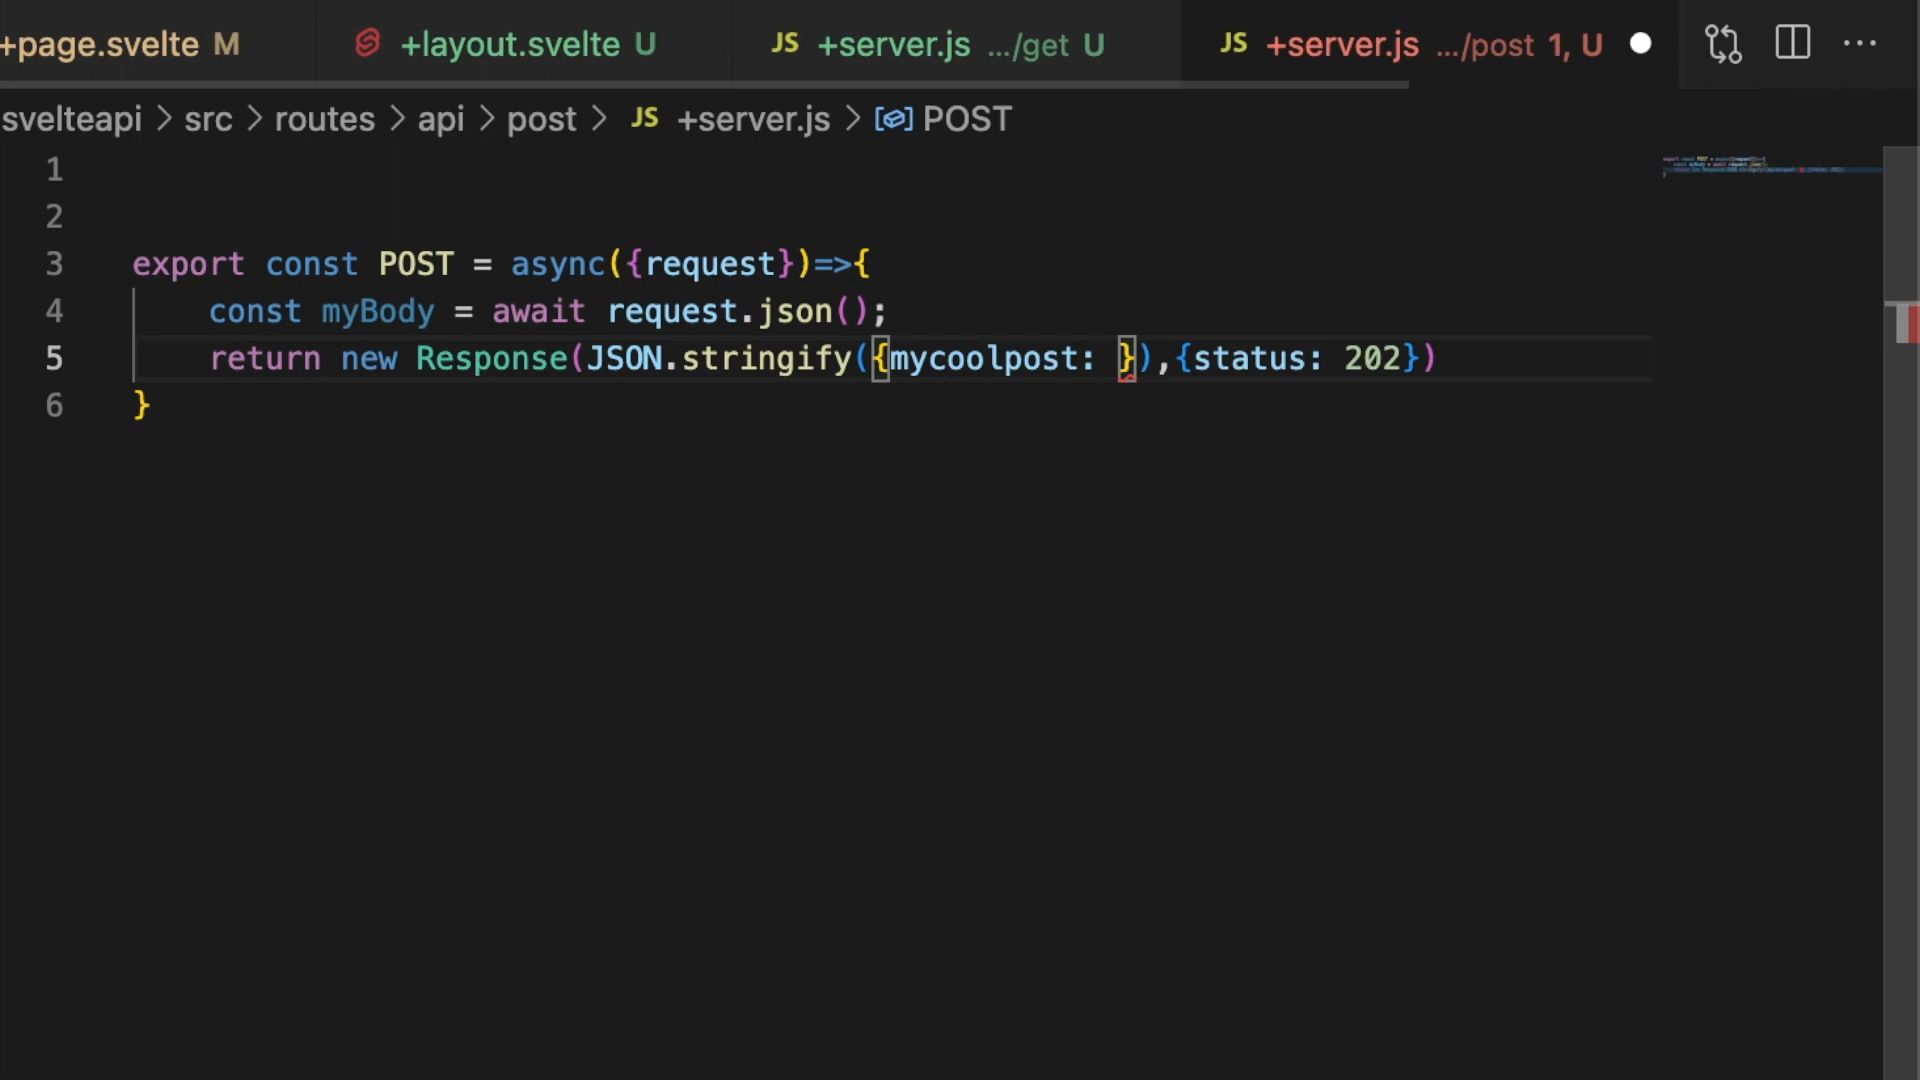 +page.svelte M +layout.svelte U JS +server.js .../get U JS +server.js .../post 1, U
svelteapi > src > routes > api > post > JS +server.js > POST
1
2
3 export const POST = async({request})=>{
4 const myBody = await request.json();
5 return new Response(JSON.stringify({mycoolpost: }),{status: 202})
6 }